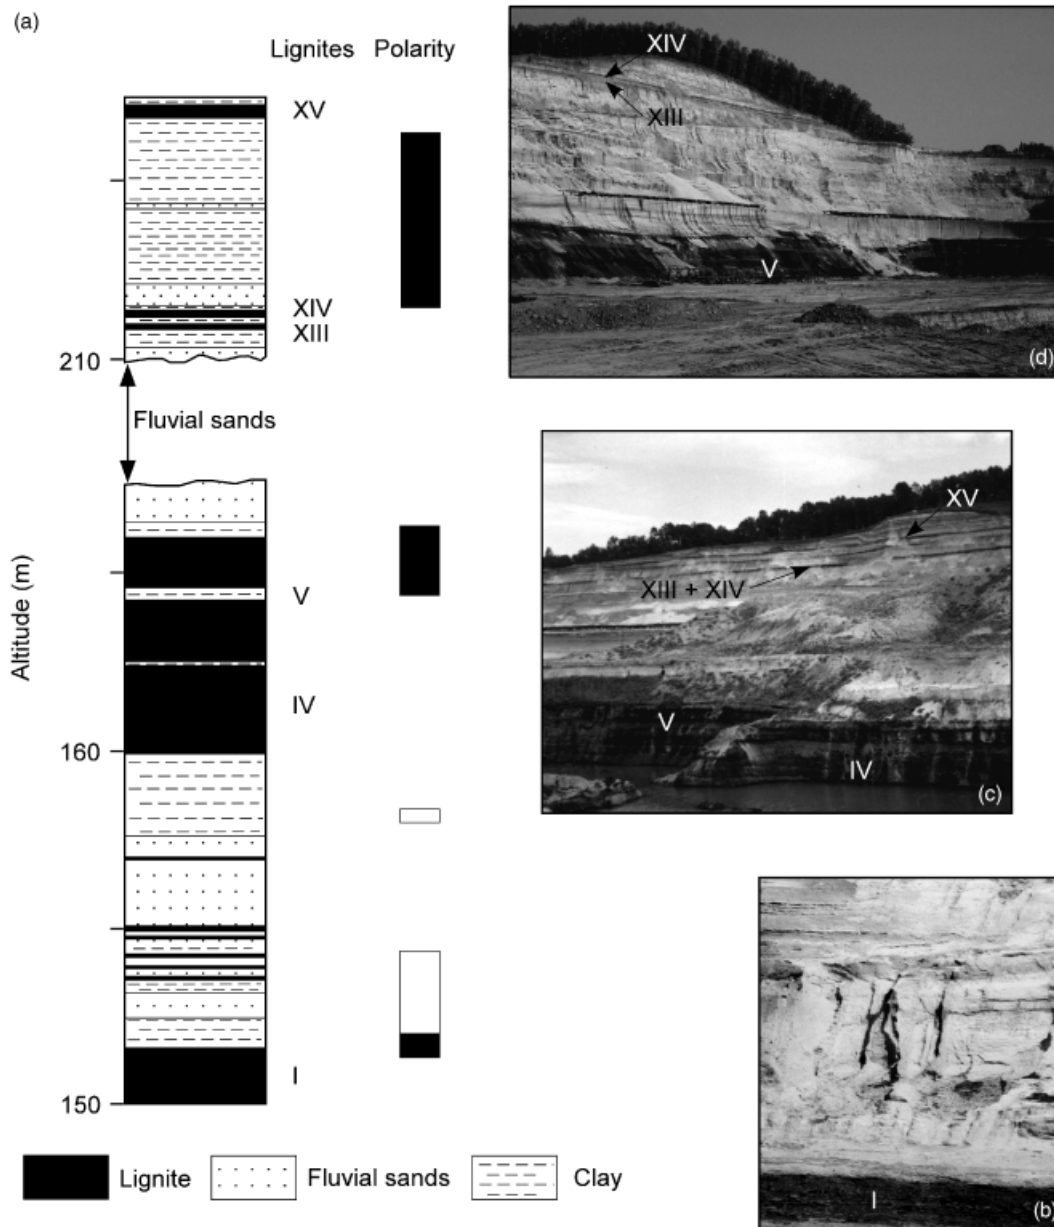 (a)
Lignites Polarity
XV
XIV
XIII
210
Fluvial sands
V
Altitude (m)
IV
160
I
150
Lignite
Fluvial sands
Clay
XIV
XIII
V
(d)
XV
XIII + XIV
V
IV
(c)
I
(b)